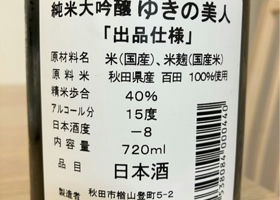 純米大吟醸 ゆきの美人
「出品仕様」
原材料名 米(国産)、米麹(国産米)
原料米 秋田県産 百田 100%使用
精米歩合 40%
アルコール分 15度
日本酒度 −8
内容量 720ml
品目 日本酒
製造者 秋田市楢山登町5-2